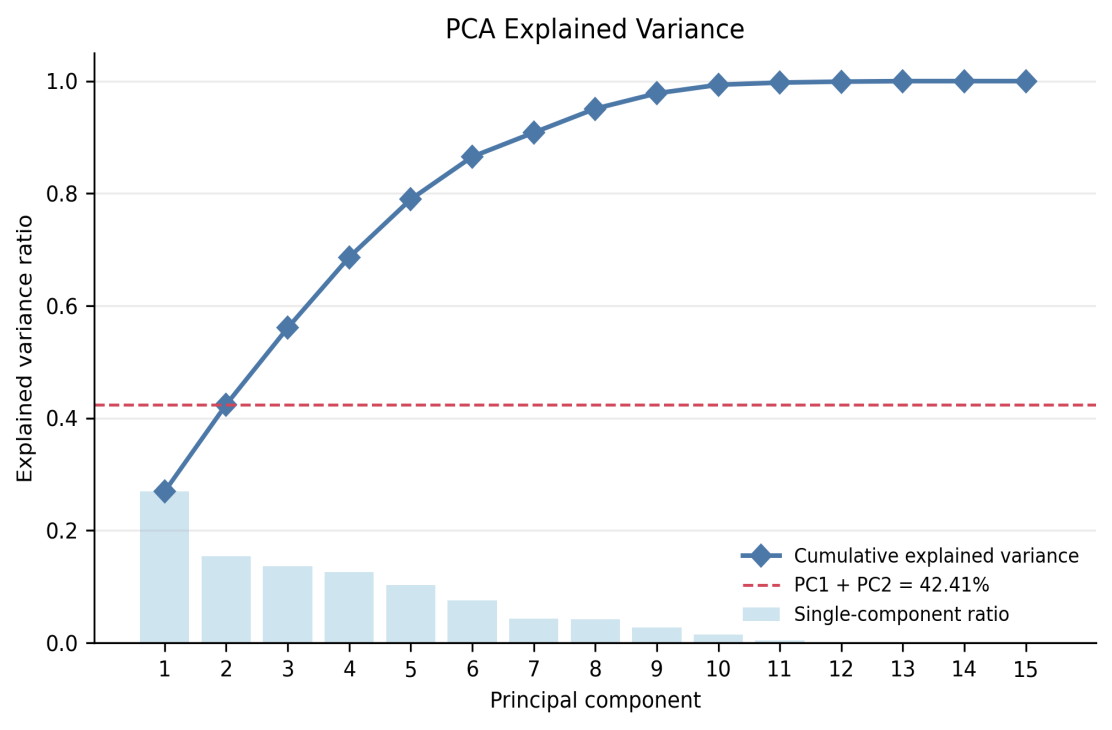 PCA Explained Variance
Explained variance ratio
1.0
0.8
0.6
0.4
0.2
0.0
Cumulative explained variance
PC1 + PC2 = 42.41%
Single-component ratio
1 2 3 4 5 6 7 8 9 10 11 12 13 14 15
Principal component